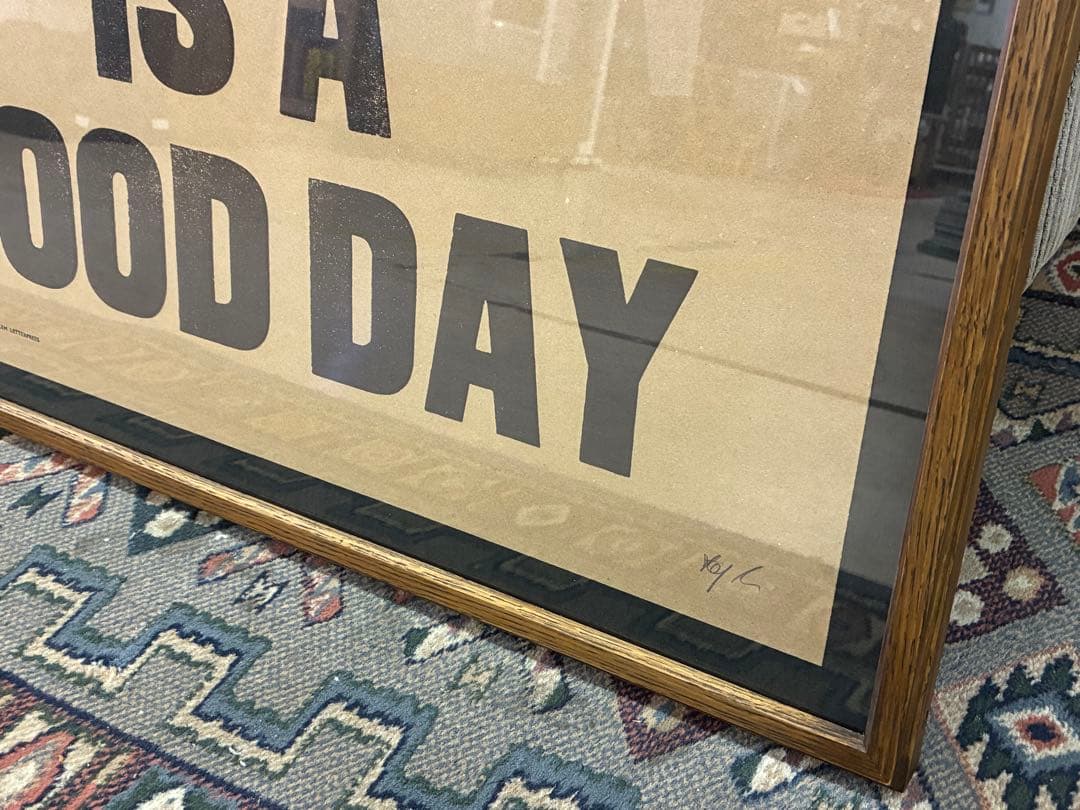 IS A
OOD DAY
LETTERPRESS